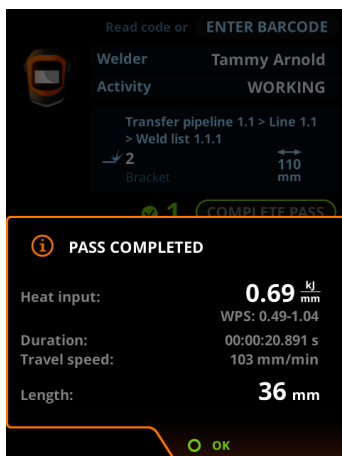 Read code or ENTER BARCODE
Welder Tammy Arnold
Activity WORKING
Transfer pipeline 1.1 > Line 1.1
> Weld list 1.1.1
2 110
Bracket mm
1 COMPLETE PASS
i PASS COMPLETED
Heat input: 0.69 kJ/mm
WPS: 0.49-1.04
Duration: 00:00:20.891 s
Travel speed: 103 mm/min
Length: 36 mm
OK